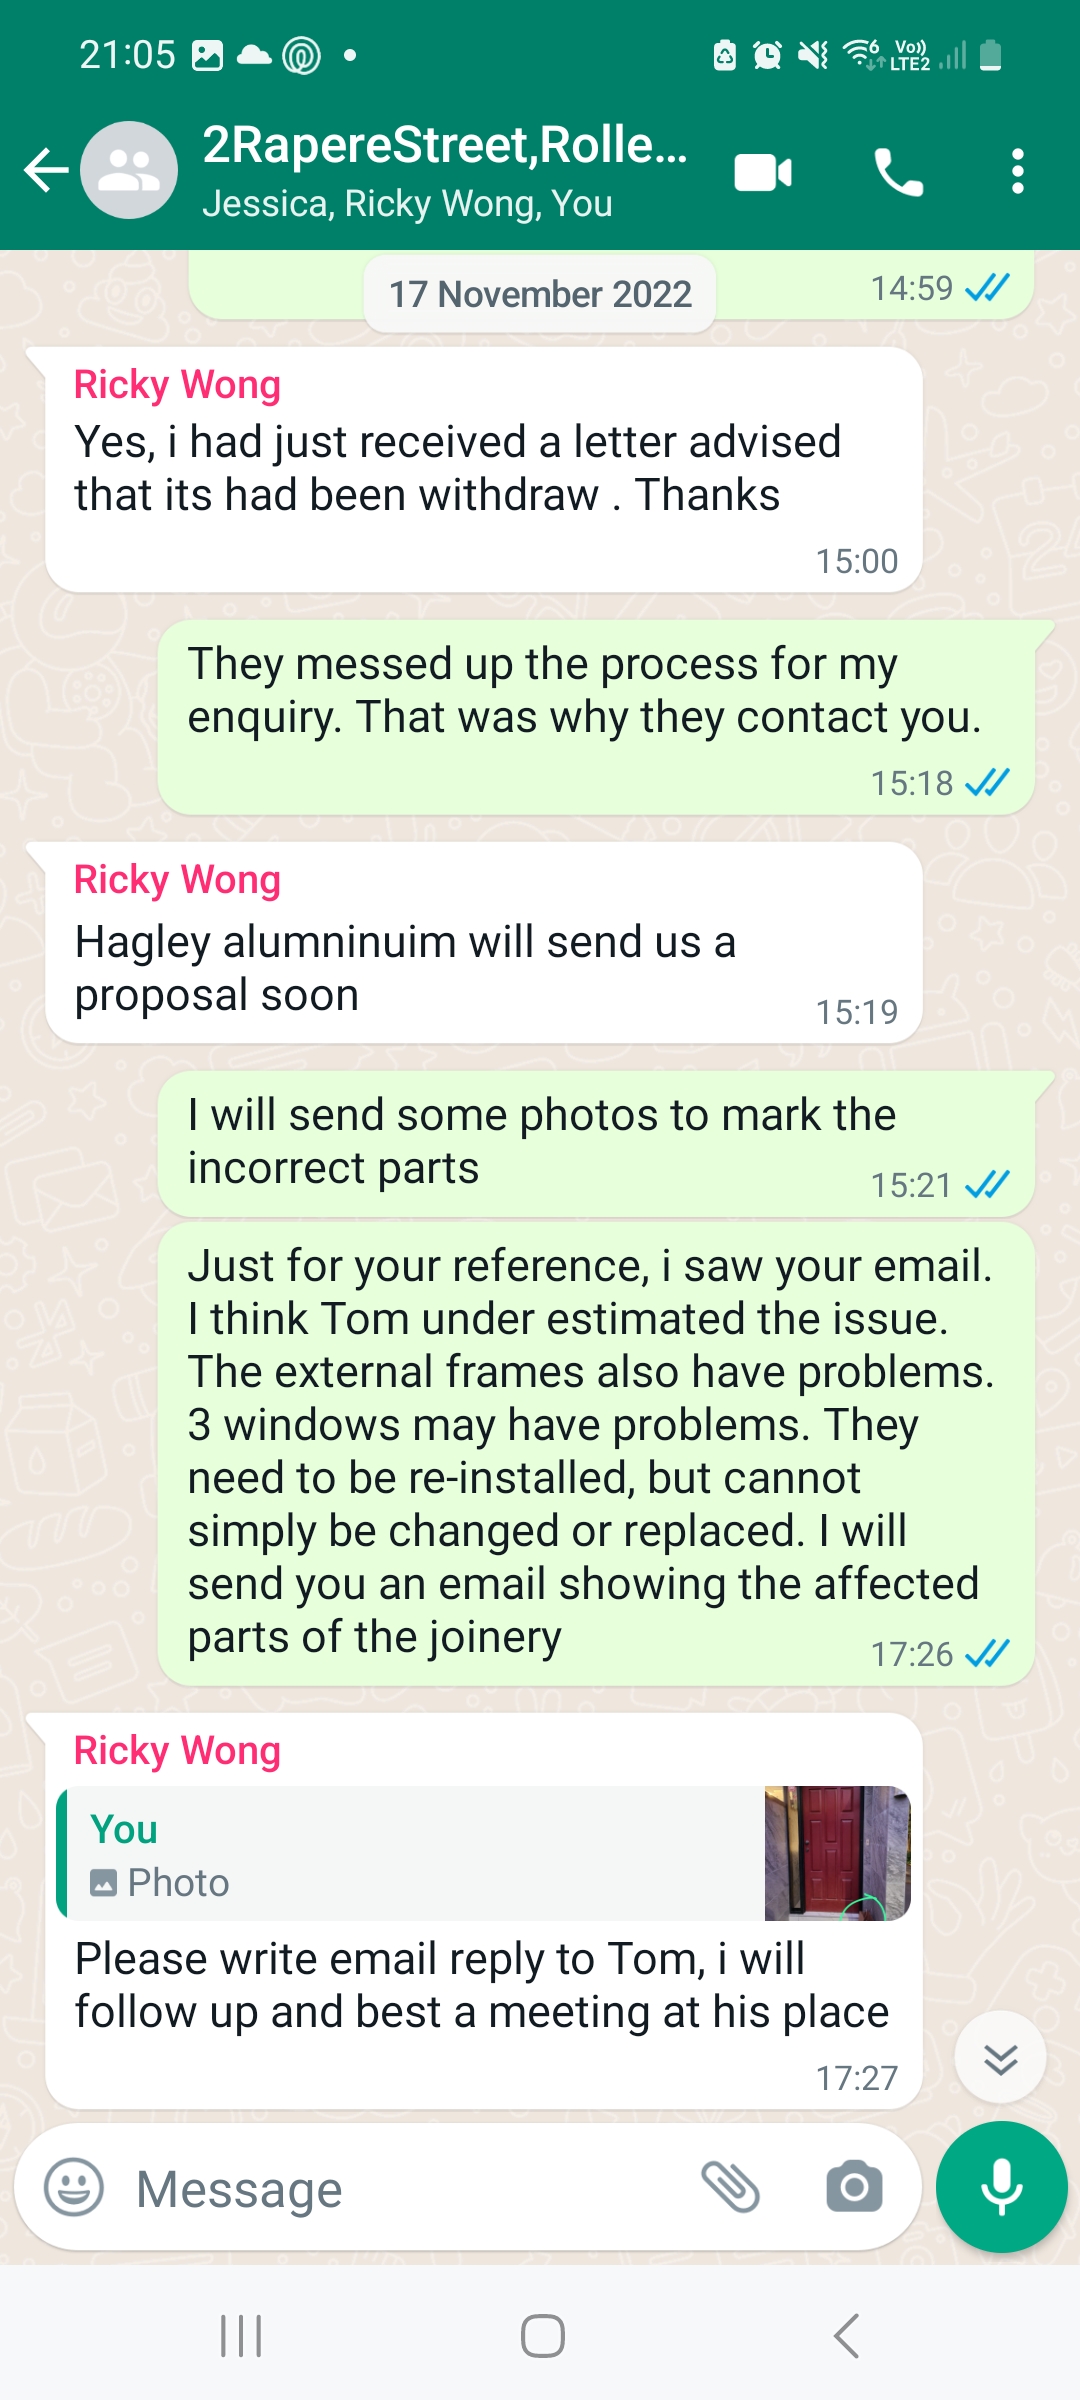 21:05
Vo))
6 LTE2
2RapereStreet,Rolle...
Jessica, Ricky Wong, You
14:59
17 November 2022
Ricky Wong
Yes, i had just received a letter advised
that its had been withdraw . Thanks
15:00
They messed up the process for my
enquiry. That was why they contact you.
15:18
Ricky Wong
Hagley alumninuim will send us a
proposal soon
15:19
I will send some photos to mark the
incorrect parts
15:21
Just for your reference, i saw your email.
I think Tom under estimated the issue.
The external frames also have problems.
3 windows may have problems. They
need to be re-installed, but cannot
simply be changed or replaced. I will
send you an email showing the affected
parts of the joinery
17:26
Ricky Wong
You
Photo
Please write email reply to Tom, i will
follow up and best a meeting at his place
17:27
Message